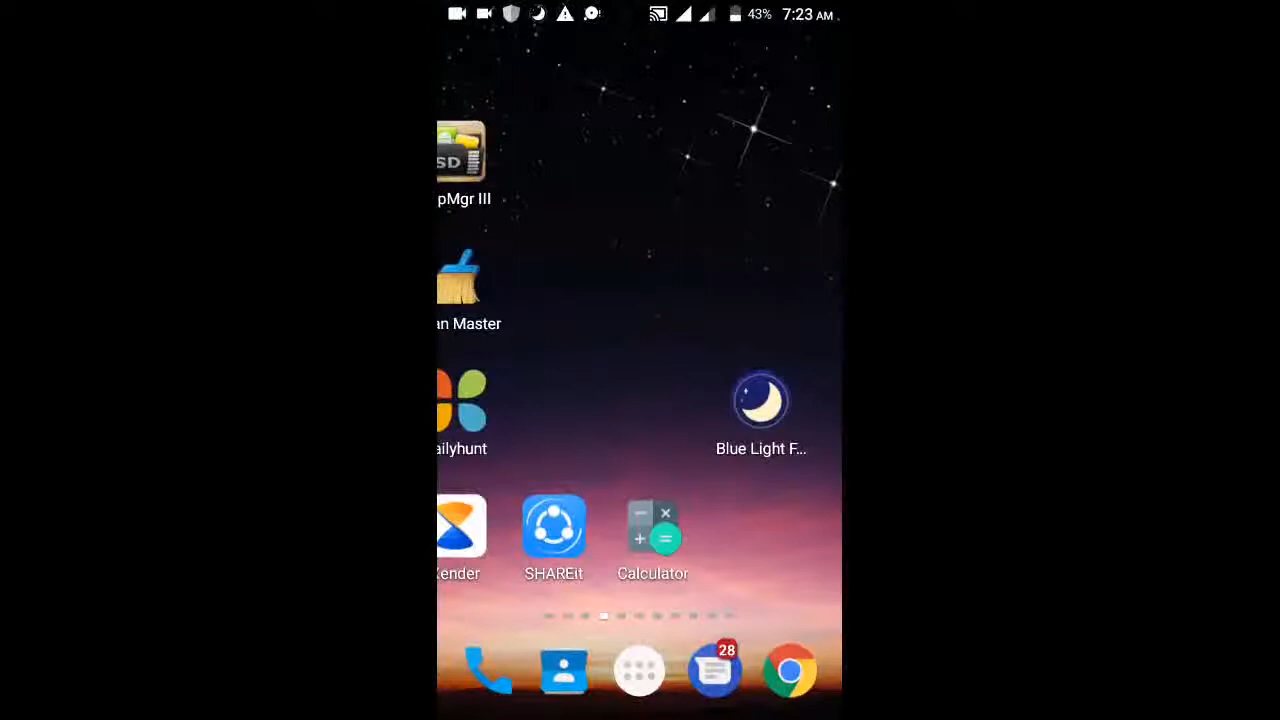 43% 7:23 AM
SD
pMgr III
an Master
ailyhunt
Blue Light F...
Xender
SHAREit
Calculator
28